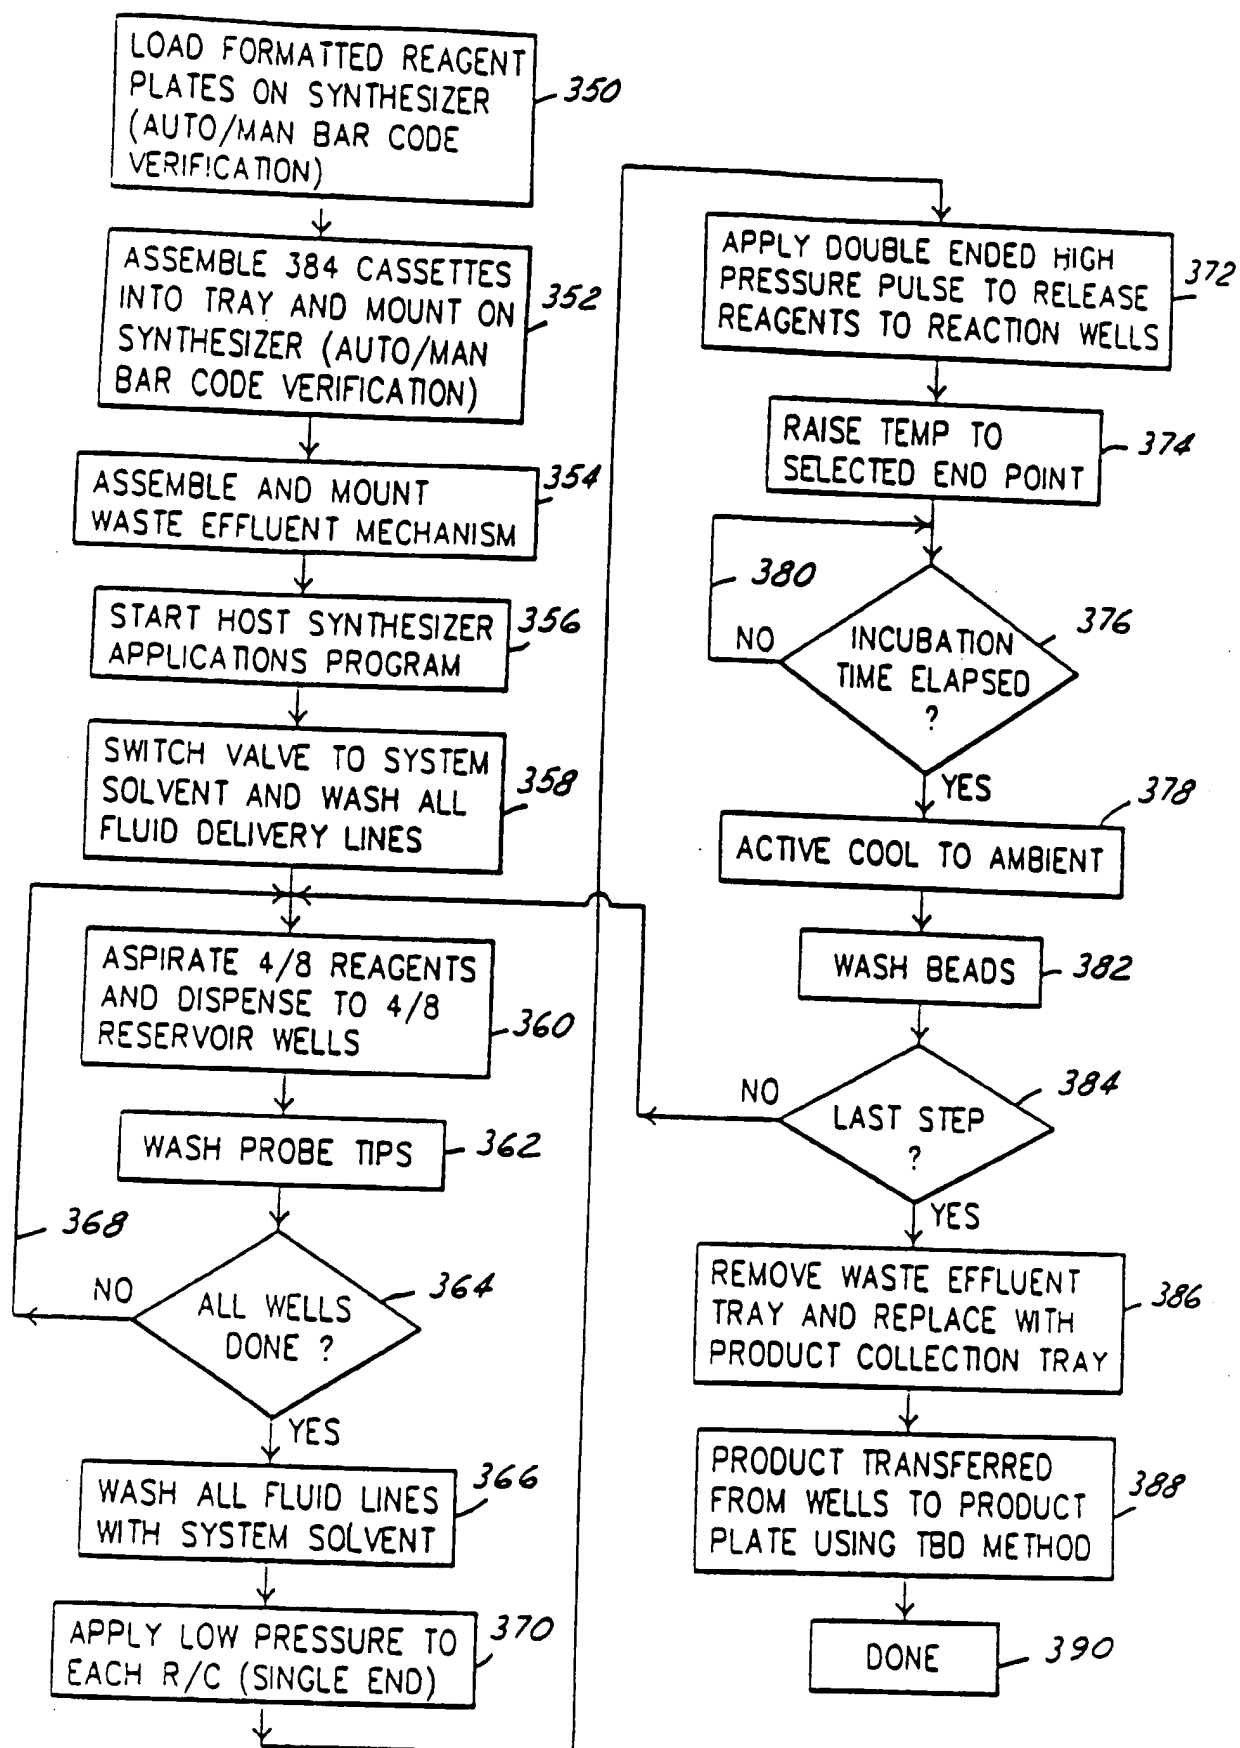 LOAD FORMATTED REAGENT
PLATES ON SYNTHESIZER
(AUTO/MAN BAR CODE
VERIFICATION)
350
ASSEMBLE 384 CASSETTES
INTO TRAY AND MOUNT ON
SYNTHESIZER (AUTO/MAN
BAR CODE VERIFICATION)
352
ASSEMBLE AND MOUNT
WASTE EFFLUENT MECHANISM
354
START HOST SYNTHESIZER
APPLICATIONS PROGRAM
356
SWITCH VALVE TO SYSTEM
SOLVENT AND WASH ALL
FLUID DELIVERY LINES
358
ASPIRATE 4/8 REAGENTS
AND DISPENSE TO 4/8
RESERVOIR WELLS
360
WASH PROBE TIPS
362
368
NO
ALL WELLS
DONE ?
364
YES
WASH ALL FLUID LINES
WITH SYSTEM SOLVENT
366
APPLY LOW PRESSURE TO
EACH R/C (SINGLE END)
370
APPLY DOUBLE ENDED HIGH
PRESSURE PULSE TO RELEASE
REAGENTS TO REACTION WELLS
372
RAISE TEMP TO
SELECTED END POINT
374
380
NO
INCUBATION
TIME ELAPSED
?
376
YES
378
ACTIVE COOL TO AMBIENT
WASH BEADS
382
NO
LAST STEP
?
384
YES
REMOVE WASTE EFFLUENT
TRAY AND REPLACE WITH
PRODUCT COLLECTION TRAY
386
PRODUCT TRANSFERRED
FROM WELLS TO PRODUCT
PLATE USING TBD METHOD
388
DONE
390